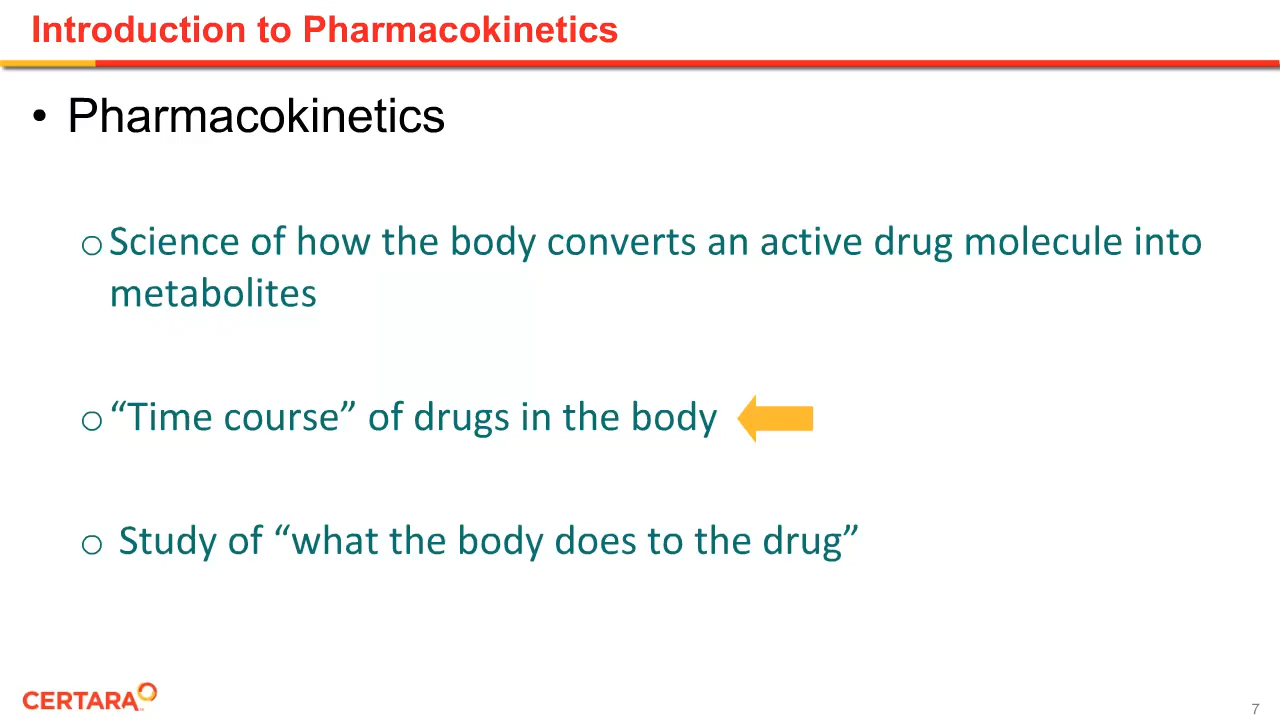 Introduction to Pharmacokinetics
• Pharmacokinetics
o Science of how the body converts an active drug molecule into
metabolites
o “Time course” of drugs in the body
o Study of “what the body does to the drug”
CERTARA
7